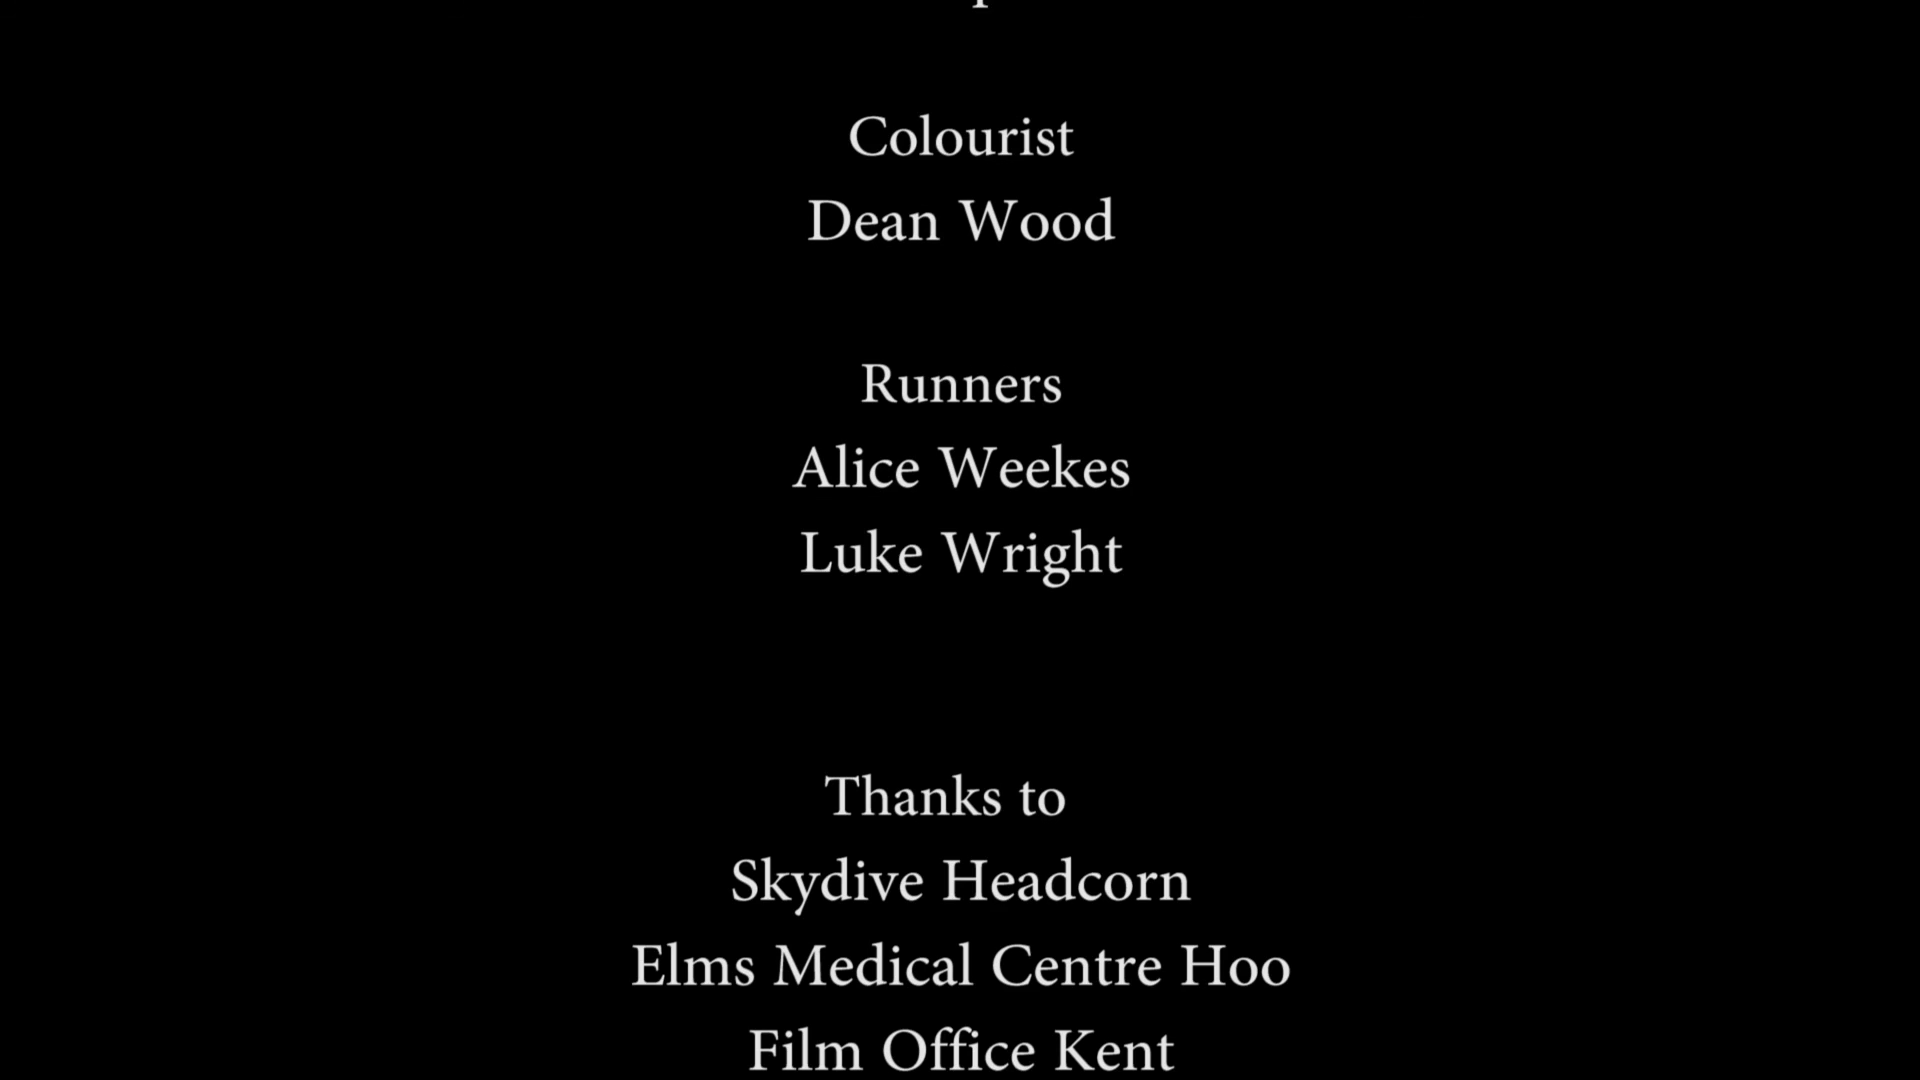 Colourist
Dean Wood
Runners
Alice Weekes
Luke Wright
Thanks to
Skydive Headcorn
Elms Medical Centre Hoo
Film Office Kent